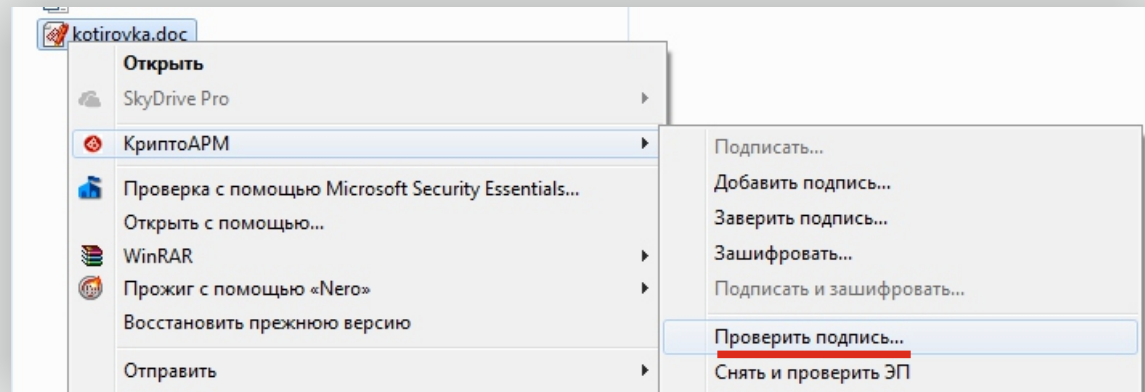 kotirovka.doc
Открыть
SkyDrive Pro
КриптоАРМ
Проверка с помощью Microsoft Security Essentials...
Открыть с помощью...
WinRAR
Прожиг с помощью «Nero»
Восстановить прежнюю версию
Отправить
Подписать...
Добавить подпись...
Заверить подпись...
Зашифровать...
Подписать и зашифровать...
Проверить подпись...
Снять и проверить ЭП